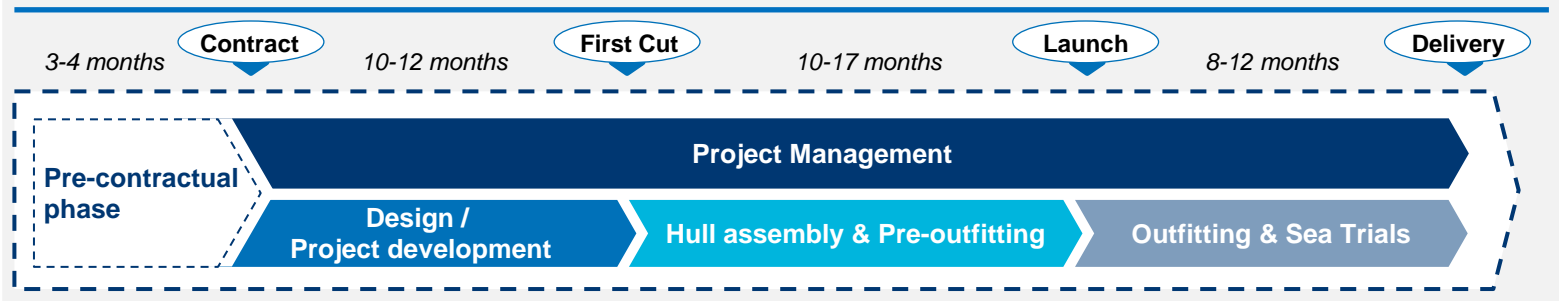 Contract
First Cut
Launch
Delivery
3-4 months
10-12 months
10-17 months
8-12 months
Project Management
Pre-contractual
phase
Design /
Project development
Hull assembly & Pre-outfitting
Outfitting & Sea Trials